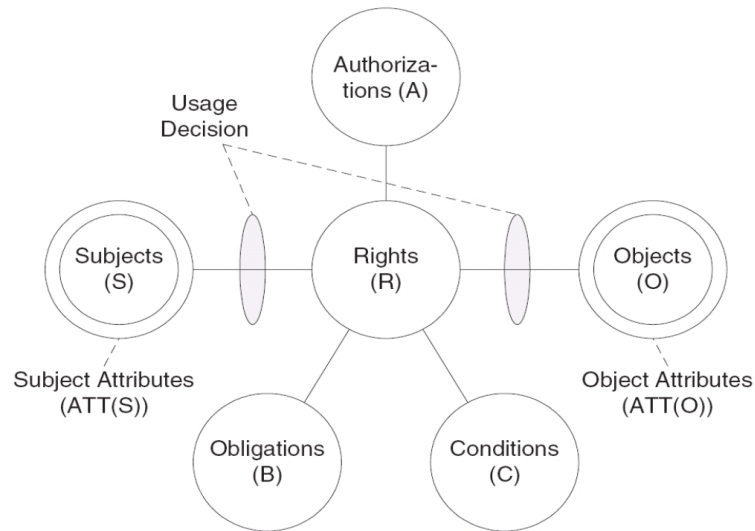 Authoriza-
tions (A)
Usage
Decision
Subjects
(S)
Rights
(R)
Objects
(O)
Subject Attributes
(ATT(S))
Object Attributes
(ATT(O))
Obligations
(B)
Conditions
(C)